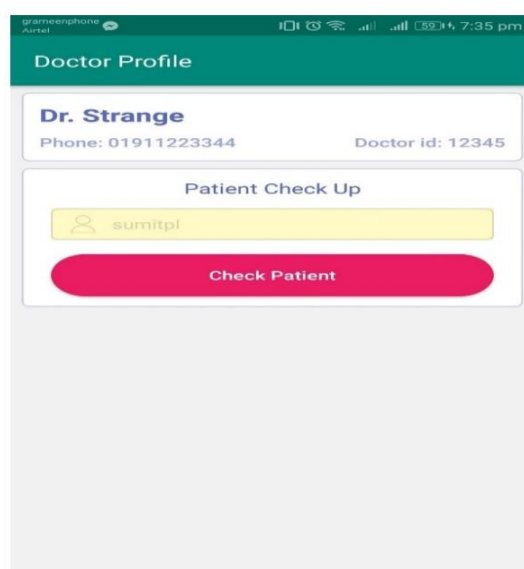 grameenphone
Airtel
59 7:35 pm
Doctor Profile
Dr. Strange
Phone: 01911223344 Doctor id: 12345
Patient Check Up
sumitpl
Check Patient